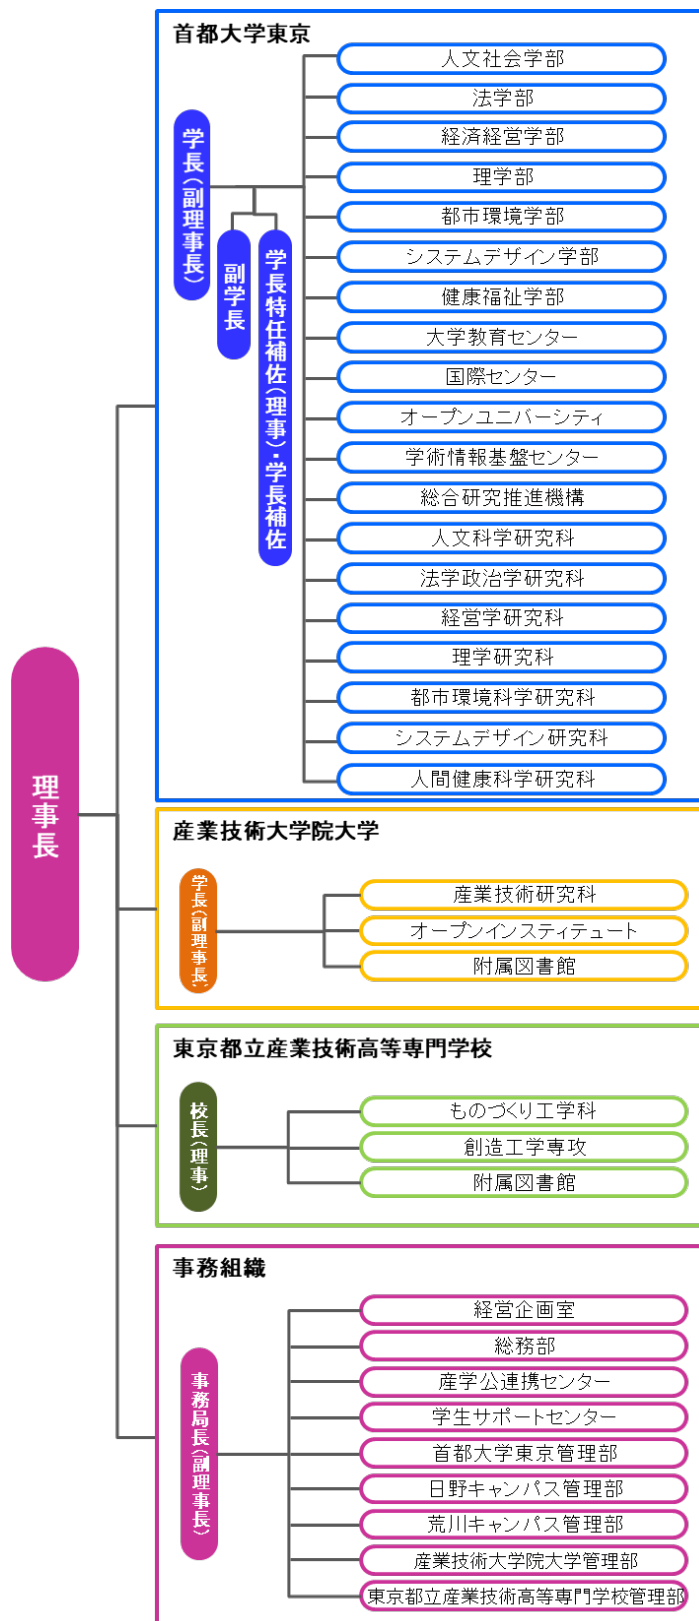 理事長
首都大学東京
学長(副理事長)
副学長
学長特任補佐(理事)・学長補佐
人文社会学部
法学部
経済経営学部
理学部
都市環境学部
システムデザイン学部
健康福祉学部
大学教育センター
国際センター
オープンユニバーシティ
学術情報基盤センター
総合研究推進機構
人文科学研究科
法学政治学研究科
経営学研究科
理学研究科
都市環境科学研究科
システムデザイン研究科
人間健康科学研究科
産業技術大学院大学
学長(副理事長)
産業技術研究科
オープンインスティテュート
附属図書館
東京都立産業技術高等専門学校
校長(理事)
ものづくり工学科
創造工学専攻
附属図書館
事務組織
事務局長(副理事長)
経営企画室
総務部
産学公連携センター
学生サポートセンター
首都大学東京管理部
日野キャンパス管理部
荒川キャンパス管理部
産業技術大学院大学管理部
東京都立産業技術高等専門学校管理部